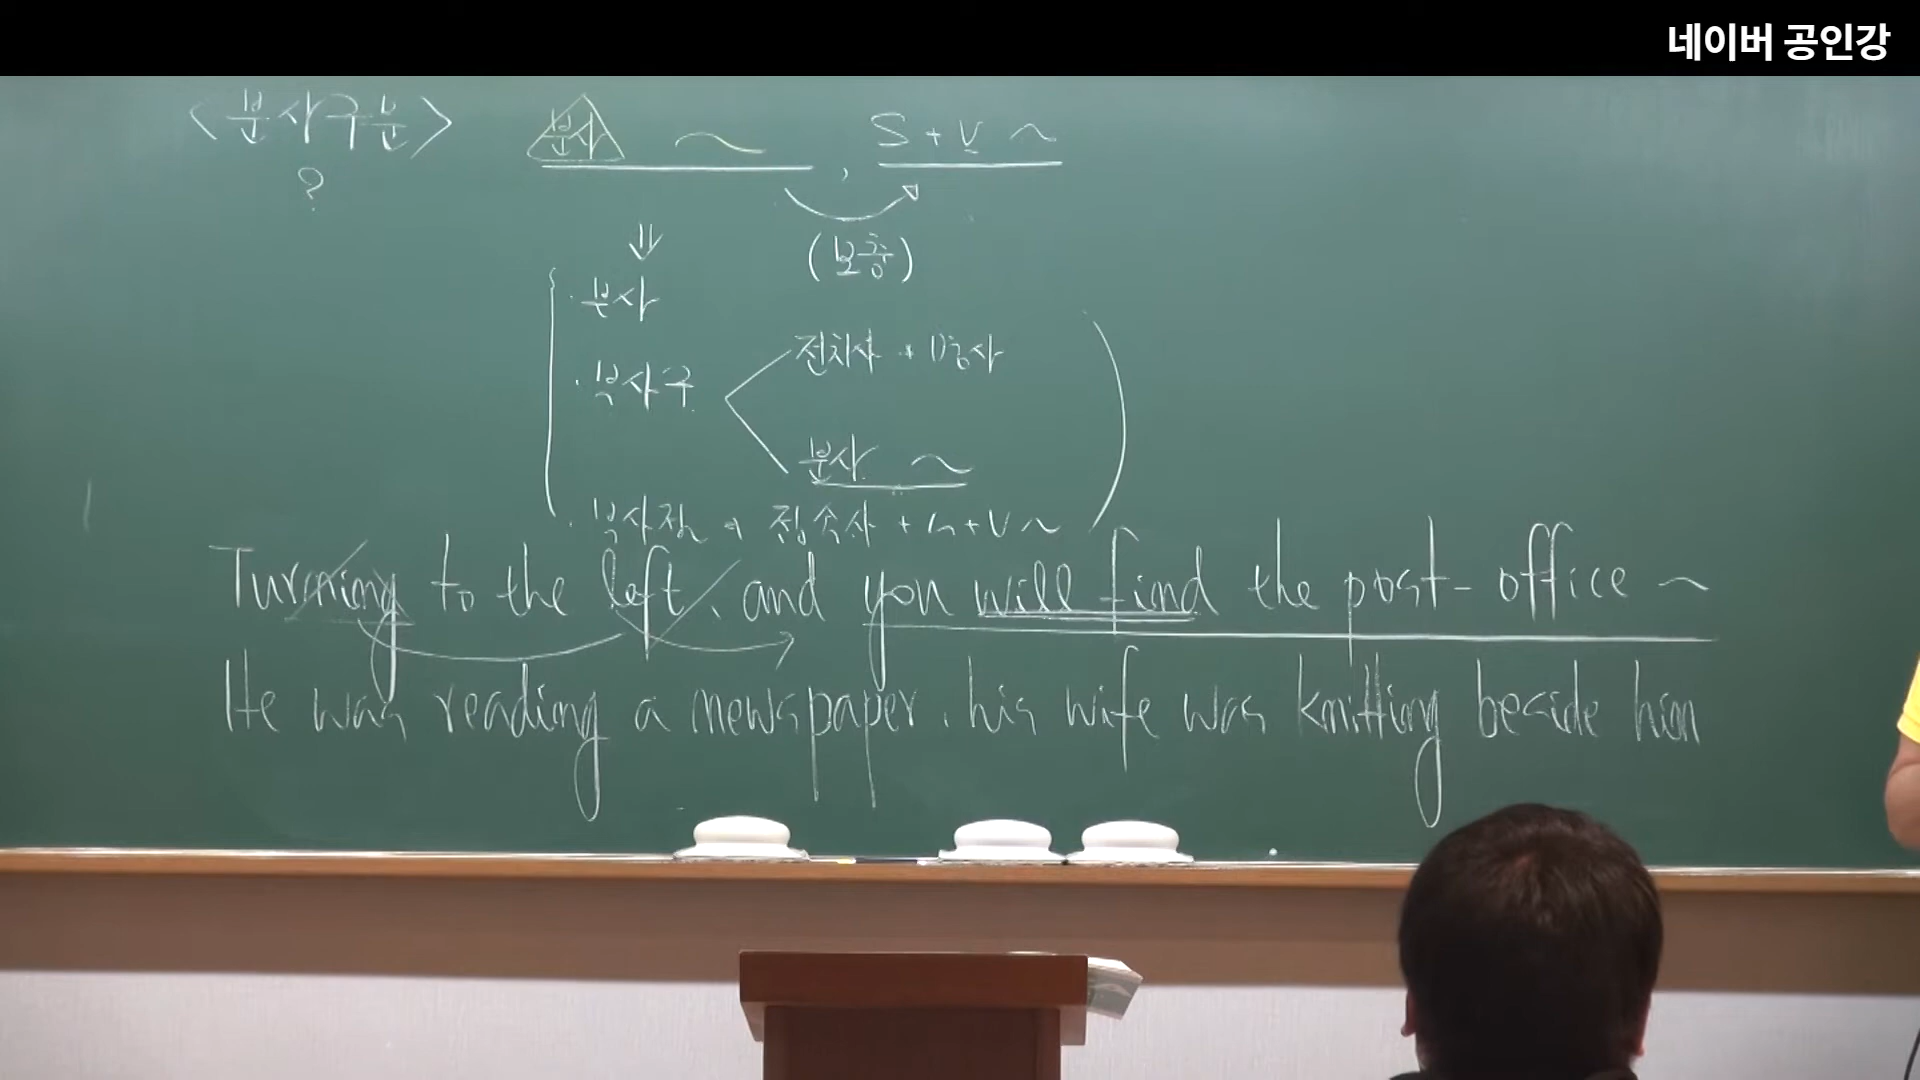 네이버 공인강
<분사구문>
?
분사 ~ , S + V ~
(보충)
· 분사
· 부사구
전치사 + 명사
분사 ~
· 부사절 → 접속사 + S + V ~
Turning to the left, and you will find the post-office ~
He was reading a newspaper, his wife was knitting beside him